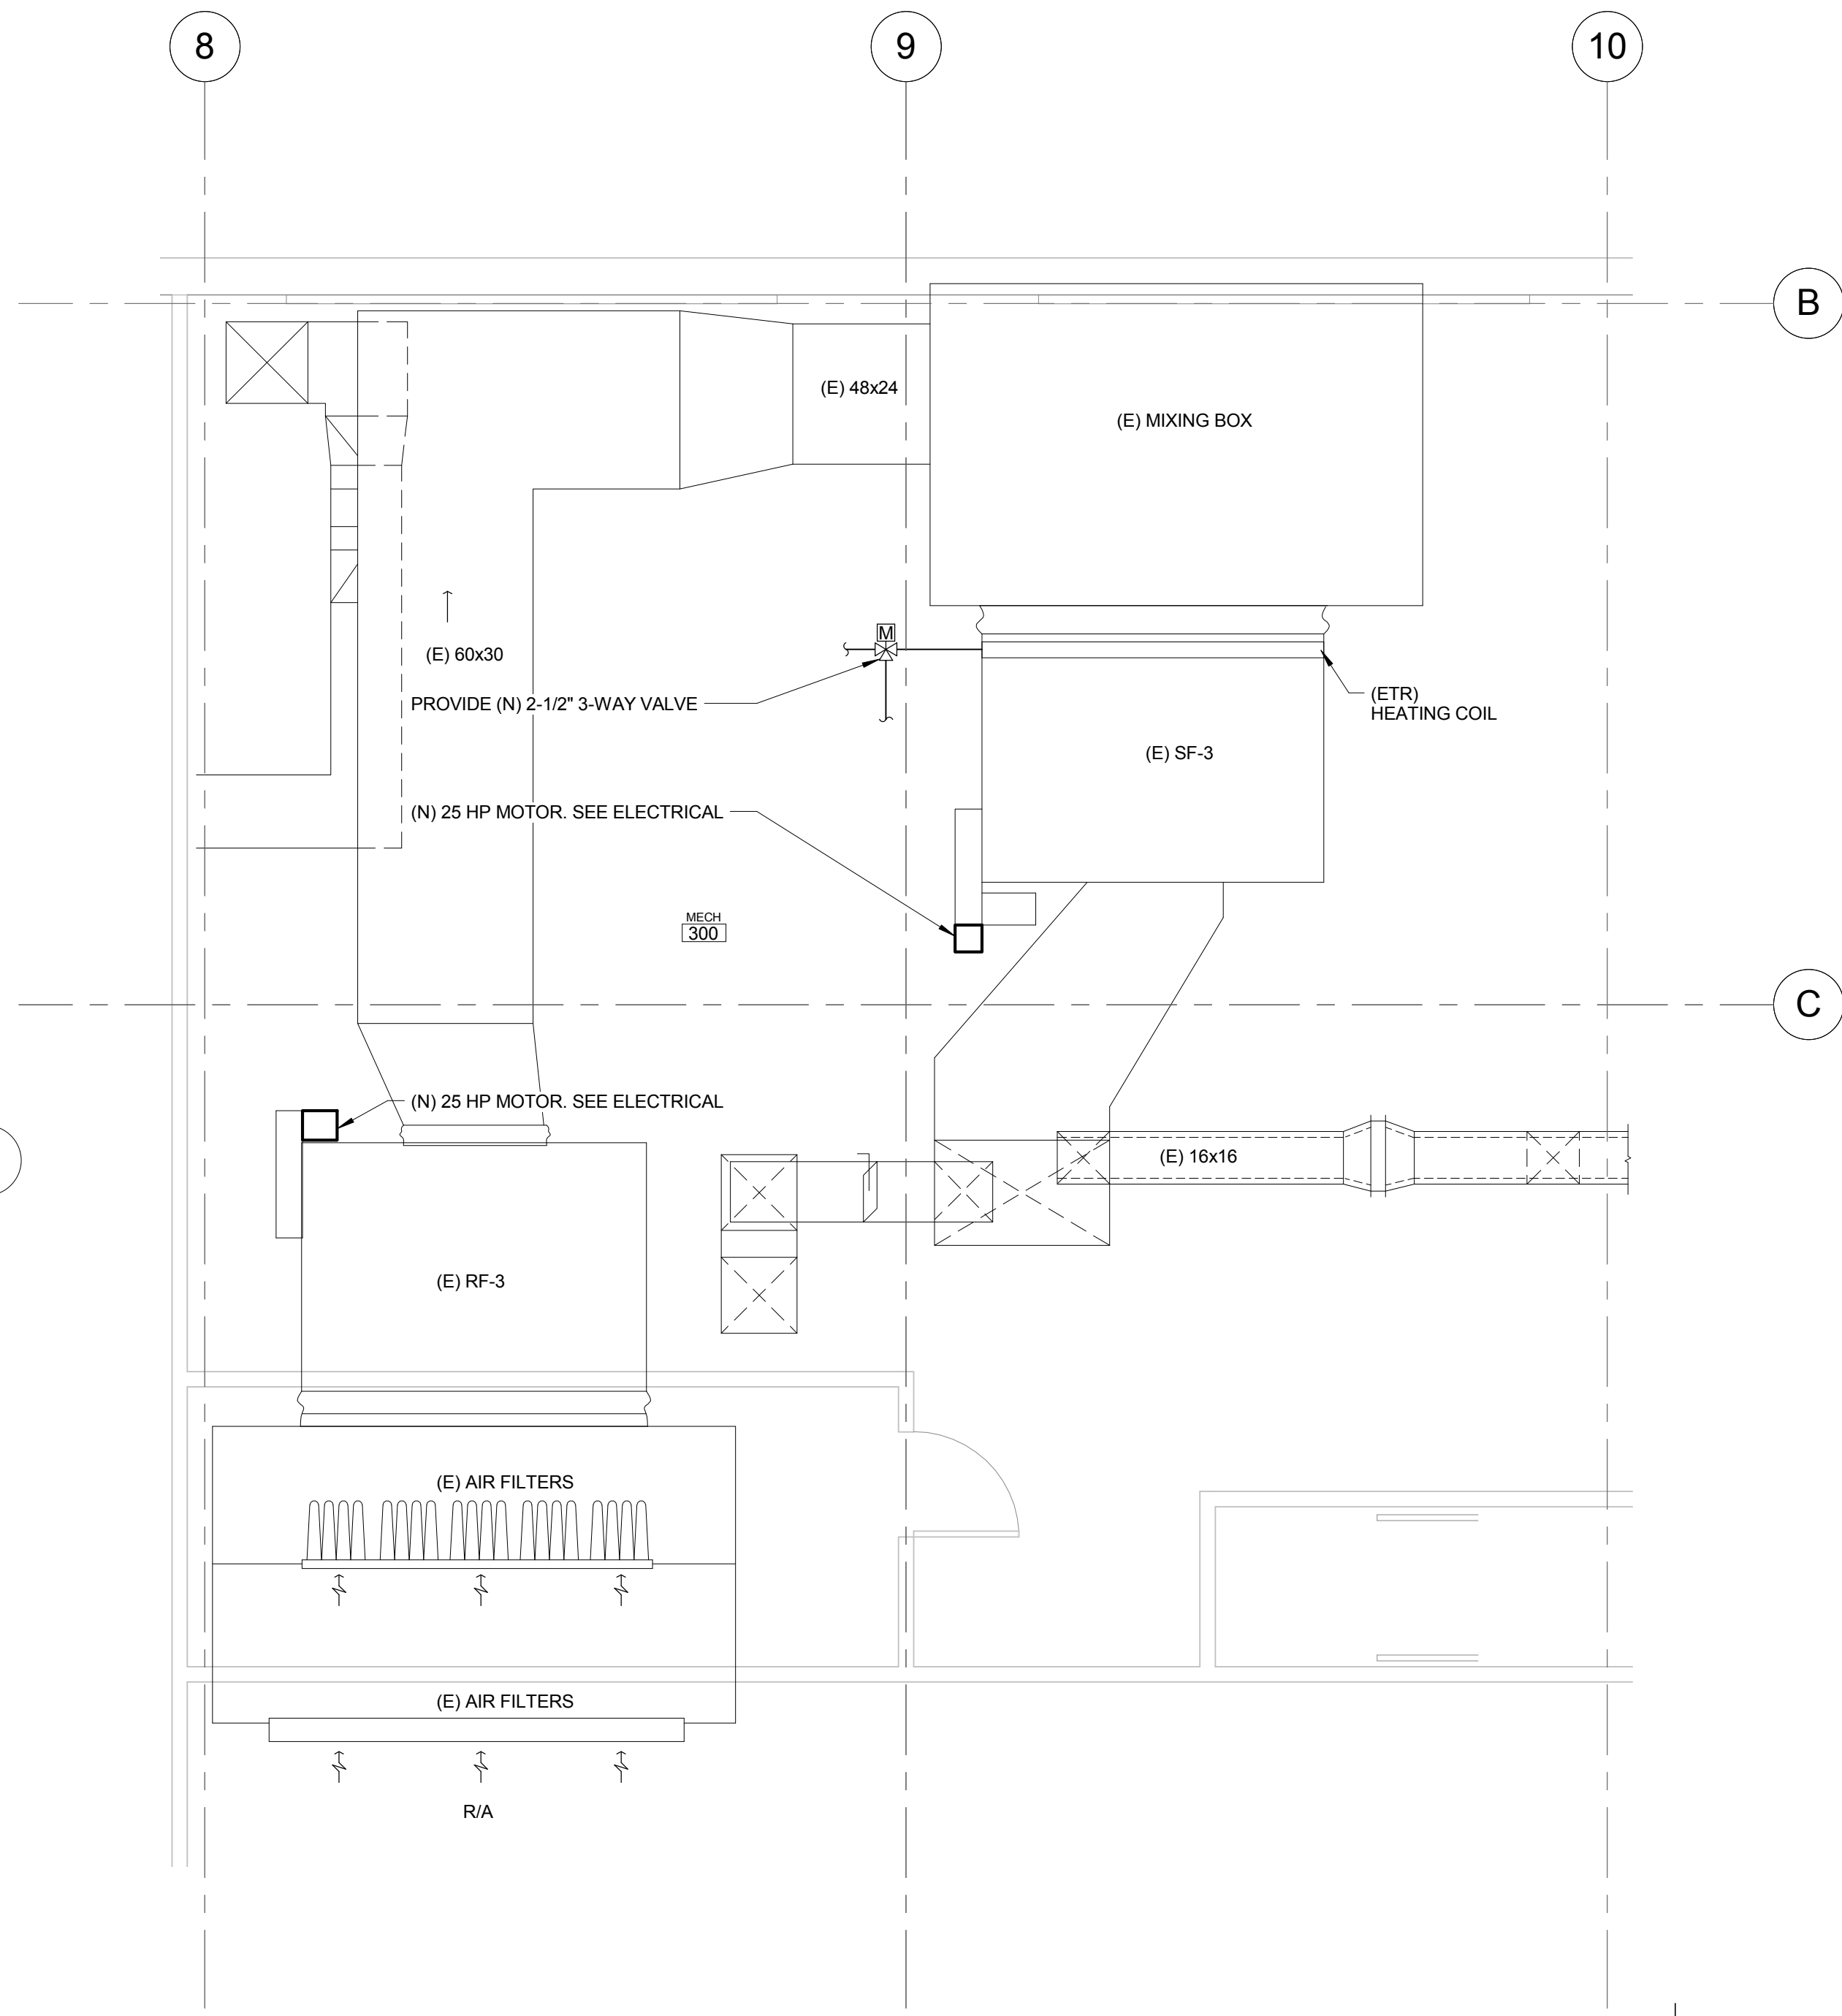 8
9
10
B
(E) 48x24
(E) MIXING BOX
M
(E) 60x30
PROVIDE (N) 2-1/2" 3-WAY VALVE
(ETR)
HEATING COIL
(E) SF-3
(N) 25 HP MOTOR. SEE ELECTRICAL
MECH
300
C
(N) 25 HP MOTOR. SEE ELECTRICAL
(E) 16x16
(E) RF-3
(E) AIR FILTERS
(E) AIR FILTERS
R/A